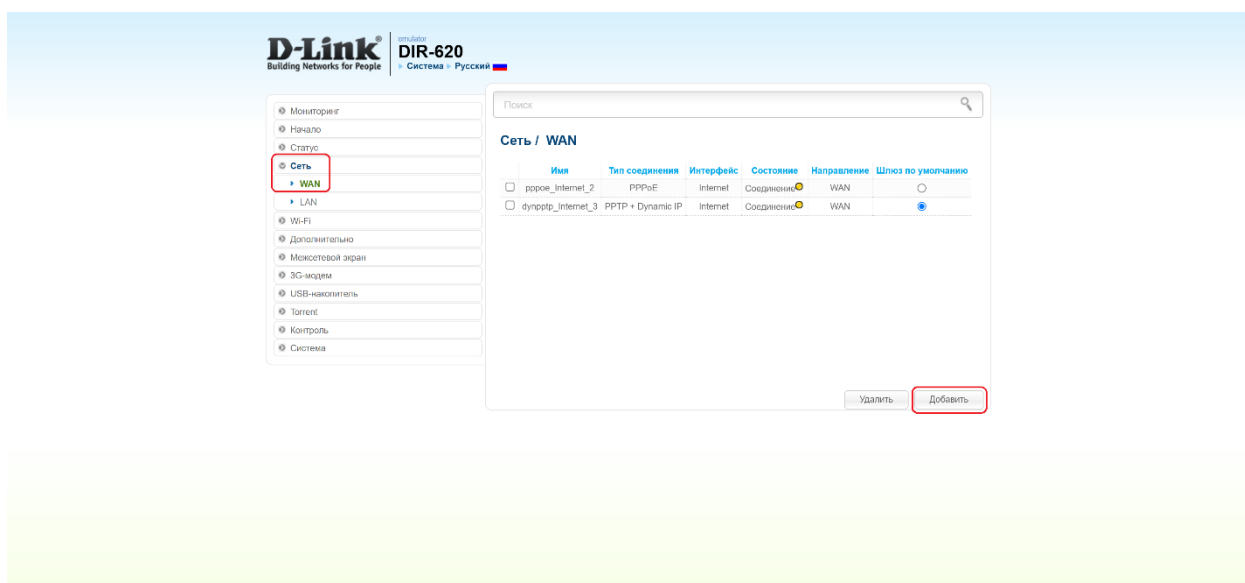 D-Link®
Building Networks for People
omulator
DIR-620
Система Русский
Мониторинг
Начало
Статус
Сеть
WAN
LAN
Wi-Fi
Дополнительно
Межсетевой экран
3G-модем
USB-накопитель
Torrent
Контроль
Система
Поиск
Сеть / WAN
Имя Тип соединения Интерфейс Состояние Направление Шлюз по умолчанию
pppoe_Internet_2 PPPoE Internet Соединение WAN
dynpptp_Internet_3 PPTP + Dynamic IP Internet Соединение WAN
Удалить Добавить